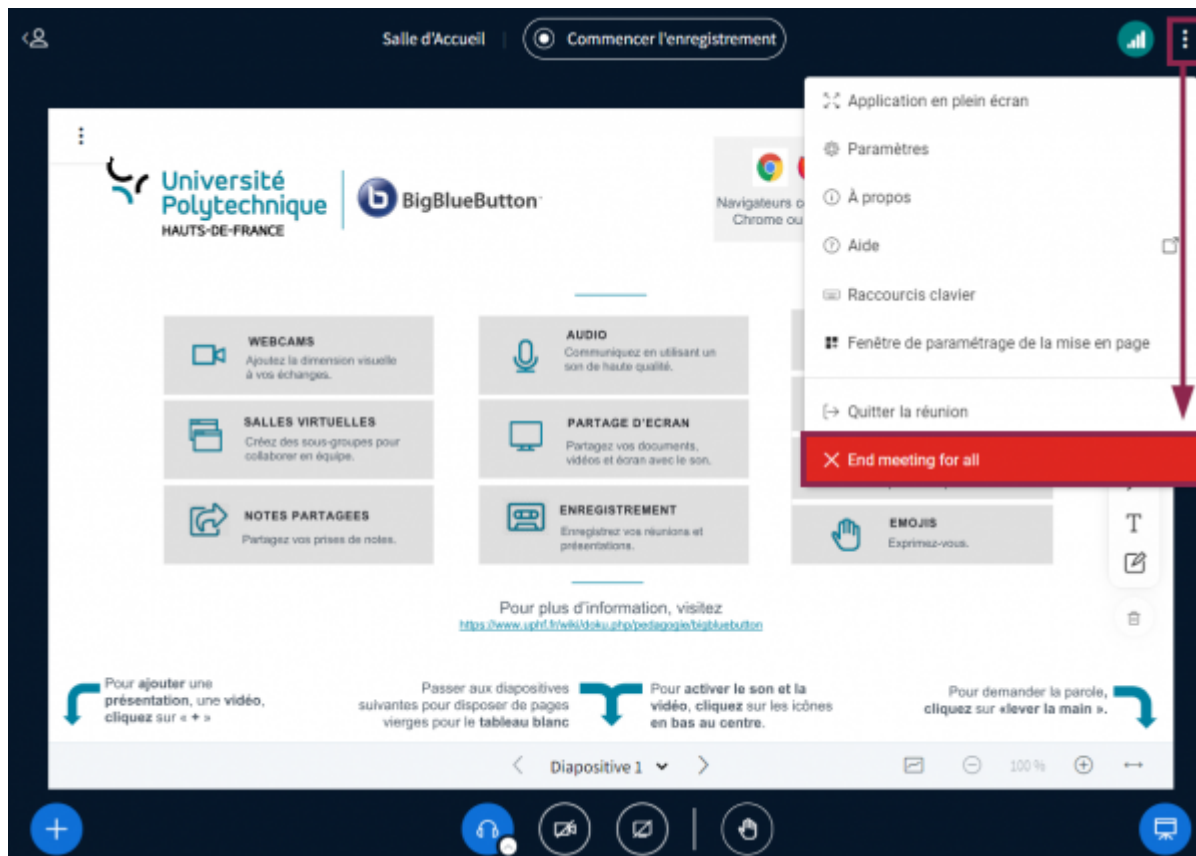 Salle d'Accueil
Commencer l'enregistrement
Application en plein écran
Paramètres
À propos
Aide
Raccourcis clavier
Fenêtre de paramétrage de la mise en page
Quitter la réunion
End meeting for all
Université
Polytechnique
HAUTS-DE-FRANCE
b
BigBlueButton
Navigateurs
Chrome ou
WEBCAMS
Ajoutez la dimension visuelle
à vos échanges.
AUDIO
Communiquez en utilisant un
son de haute qualité.
SALLES VIRTUELLES
Créez des sous-groupes pour
collaborer en équipe.
PARTAGE D'ECRAN
Partagez vos documents,
vidéos et écran avec le son.
NOTES PARTAGEES
Partagez vos prises de notes.
ENREGISTREMENT
Enregistrez vos réunions et
présentations.
EMOJIS
Exprimez-vous.
T
Pour plus d'information, visitez
https://www.uphf.fr/wiki/doku.php/pedagogie/bigbluebutton
Pour ajouter une
présentation, une vidéo,
cliquez sur « + »
Passer aux diapositives
suivantes pour disposer de pages
vierges pour le tableau blanc
Pour activer le son et la
vidéo, cliquez sur les icônes
en bas au centre.
Pour demander la parole,
cliquez sur «lever la main ».
Diapositive 1
100 %